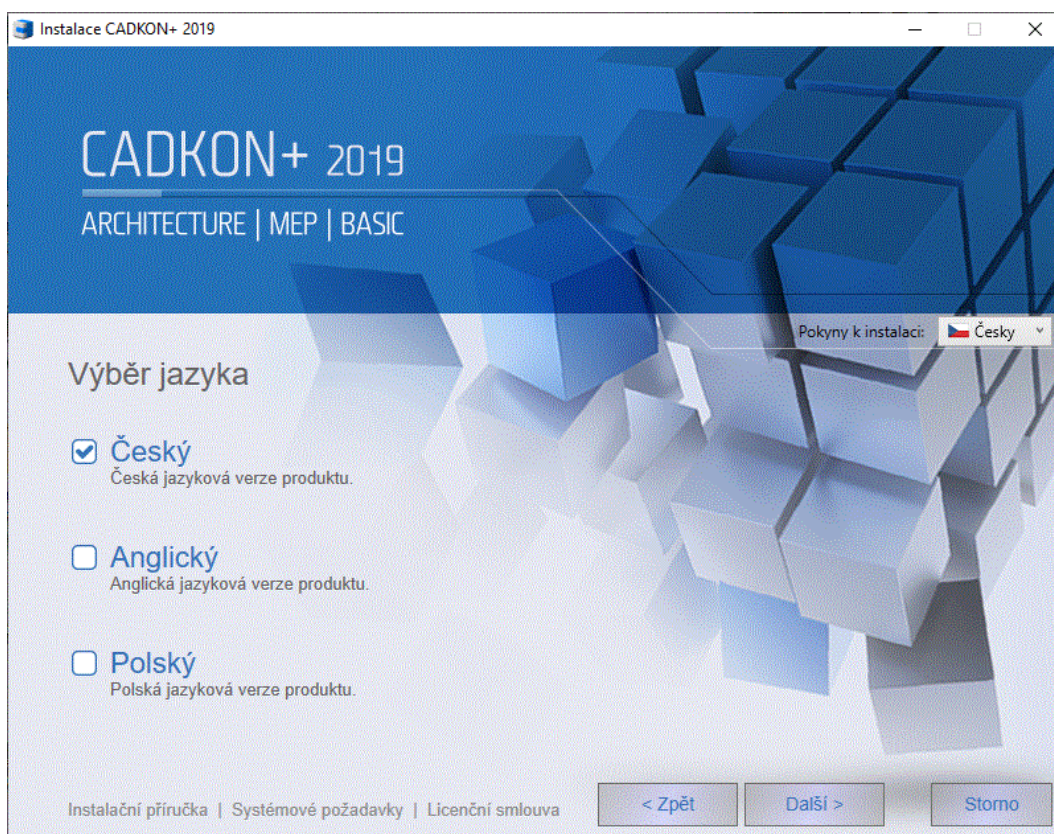 Instalace CADKON+ 2019
CADKON+ 2019
ARCHITECTURE | MEP | BASIC
Pokyny k instalaci: Česky
Výběr jazyka
Český
Česká jazyková verze produktu.
Anglický
Anglická jazyková verze produktu.
Polský
Polská jazyková verze produktu.
Instalační příručka | Systémové požadavky | Licenční smlouva
< Zpět
Další >
Storno